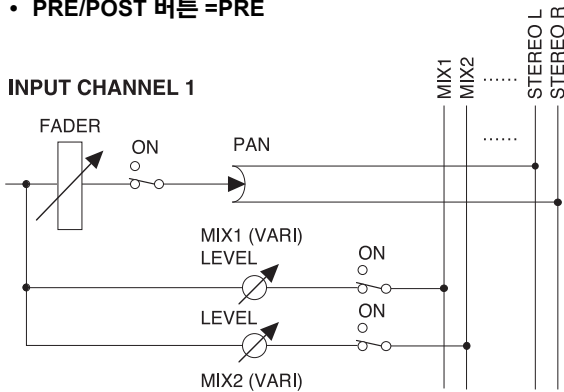 • PRE/POST 버튼 =PRE
INPUT CHANNEL 1
MIX1
MIX2
......
STEREO L
STEREO R
......
FADER
ON
PAN
MIX1 (VARI)
LEVEL
ON
LEVEL
ON
MIX2 (VARI)